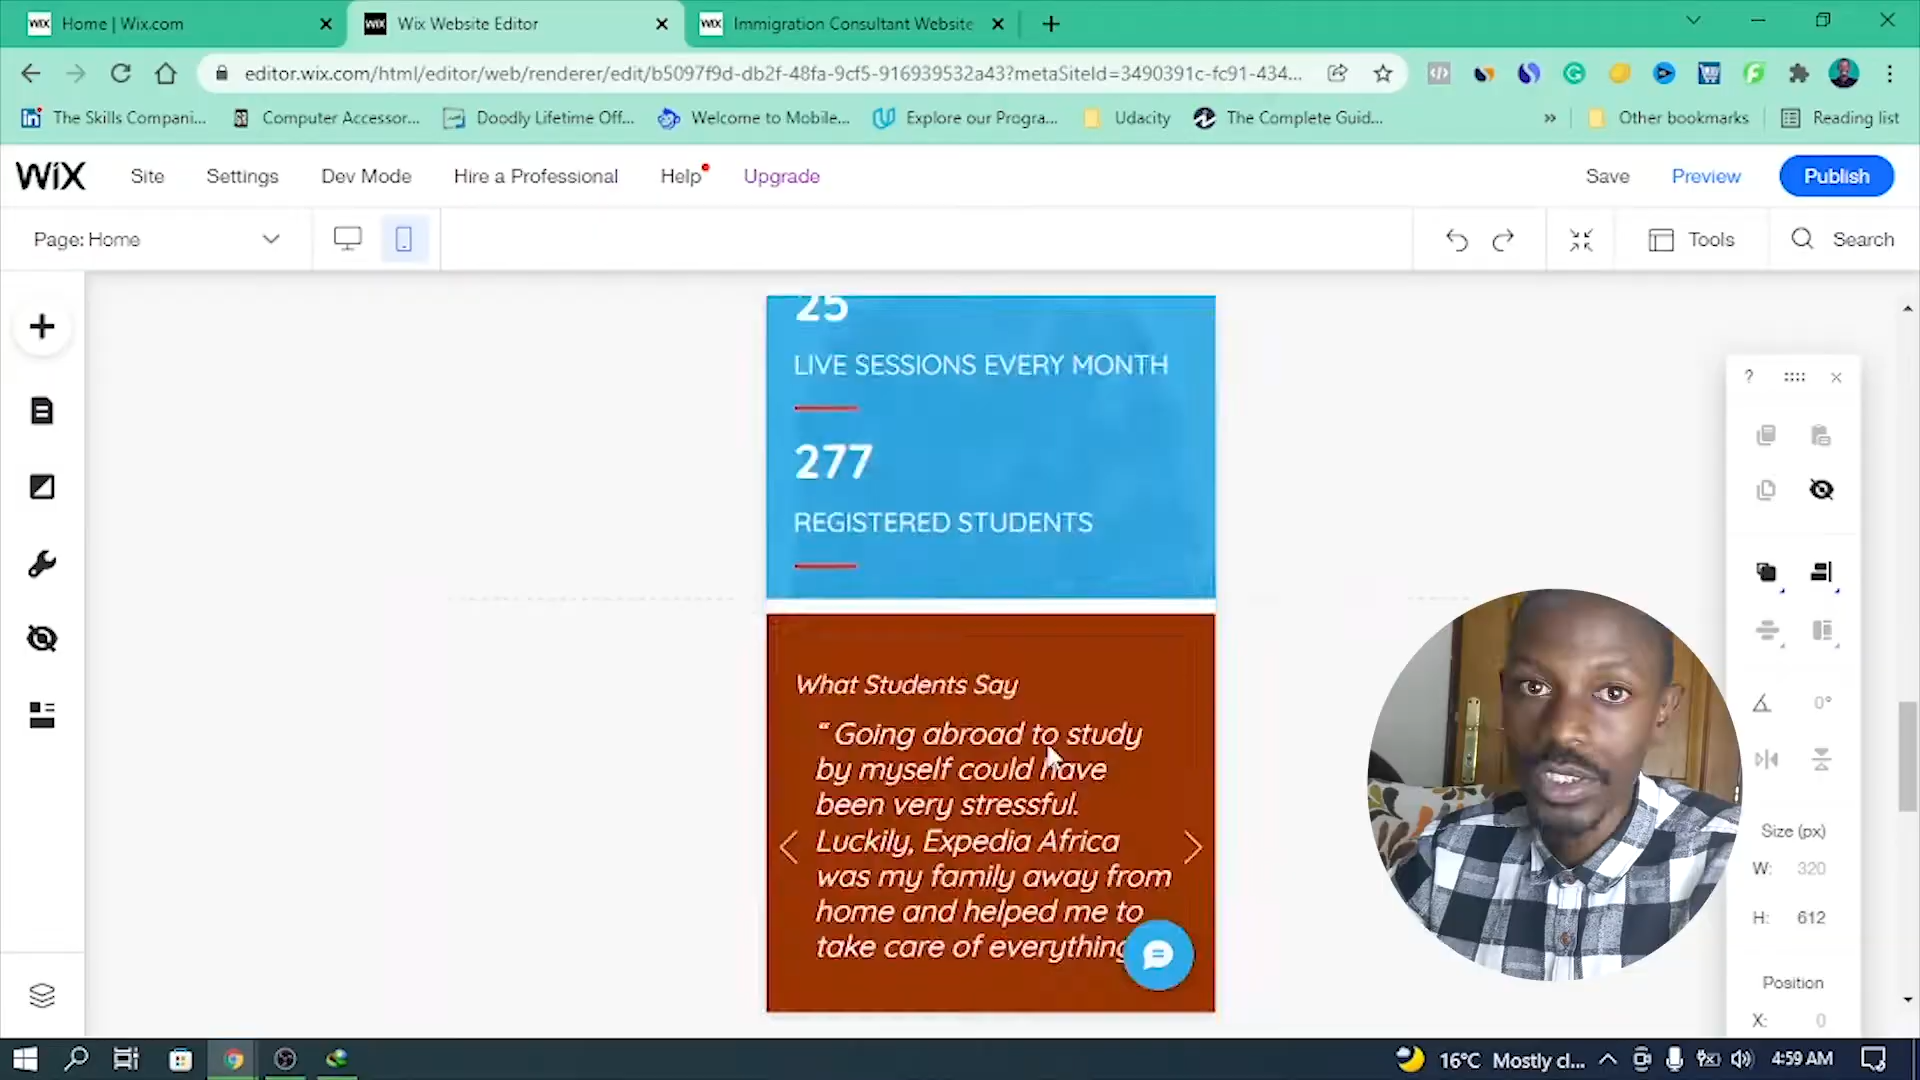 WiX Home | Wix.com
WiX Wix Website Editor
WiX Immigration Consultant Website
editor.wix.com/html/editor/web/renderer/edit/b5097f9d-db2f-48fa-9cf5-916939532a43?metaSiteId=3490391c-fc91-434...
The Skills Compani...
Computer Accessor...
Doodly Lifetime Off...
Welcome to Mobile...
Explore our Progra...
Udacity
The Complete Guid...
»
Other bookmarks
Reading list
WiX
Site
Settings
Dev Mode
Hire a Professional
Help
Upgrade
Save
Preview
Publish
Page: Home
Tools
Search
25
LIVE SESSIONS EVERY MONTH
277
REGISTERED STUDENTS
What Students Say
“ Going abroad to study
by myself could have
been very stressful.
Luckily, Expedia Africa
was my family away from
home and helped me to
take care of everything
?
0°
Size (px)
W: 320
H: 612
Position
X: 0
16°C Mostly cl...
4:59 AM